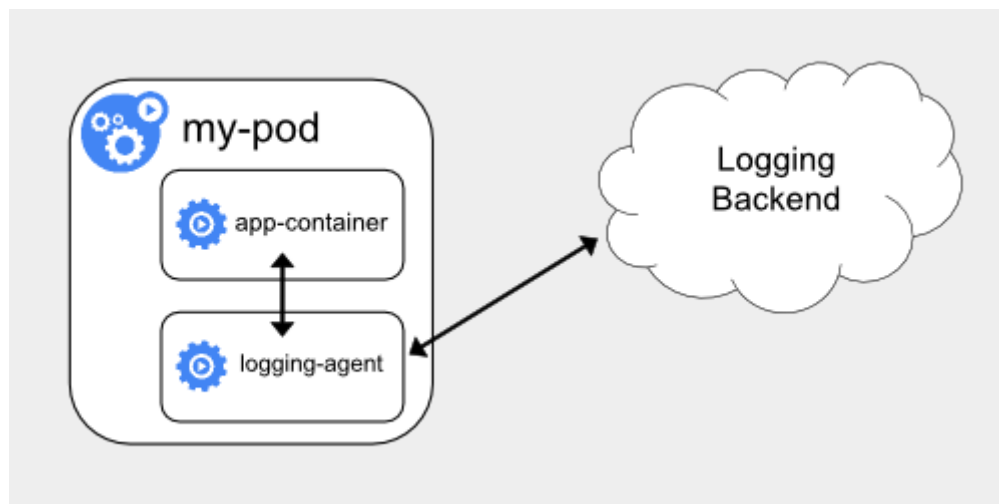 my-pod
app-container
logging-agent
Logging
Backend